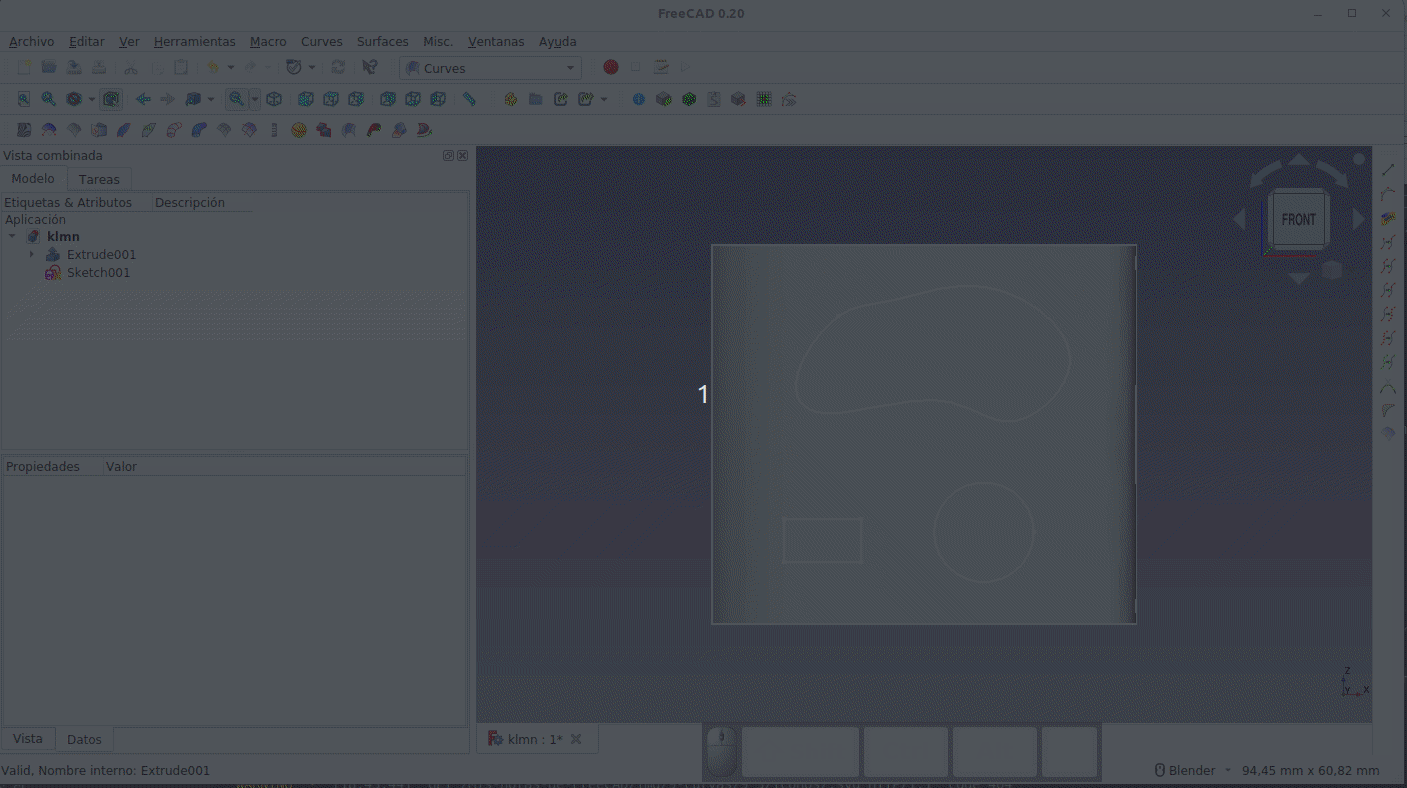 FreeCAD 0.20
Archivo Editar Ver Herramientas Macro Curves Surfaces Misc. Ventanas Ayuda
Curves
Vista combinada
Modelo Tareas
Etiquetas & Atributos Descripción
Aplicación
klmn
Extrude001
Sketch001
FRONT
1
Propiedades Valor
Z
Y X
Vista Datos
klmn : 1*
Valid, Nombre interno: Extrude001
Blender 94,45 mm x 60,82 mm